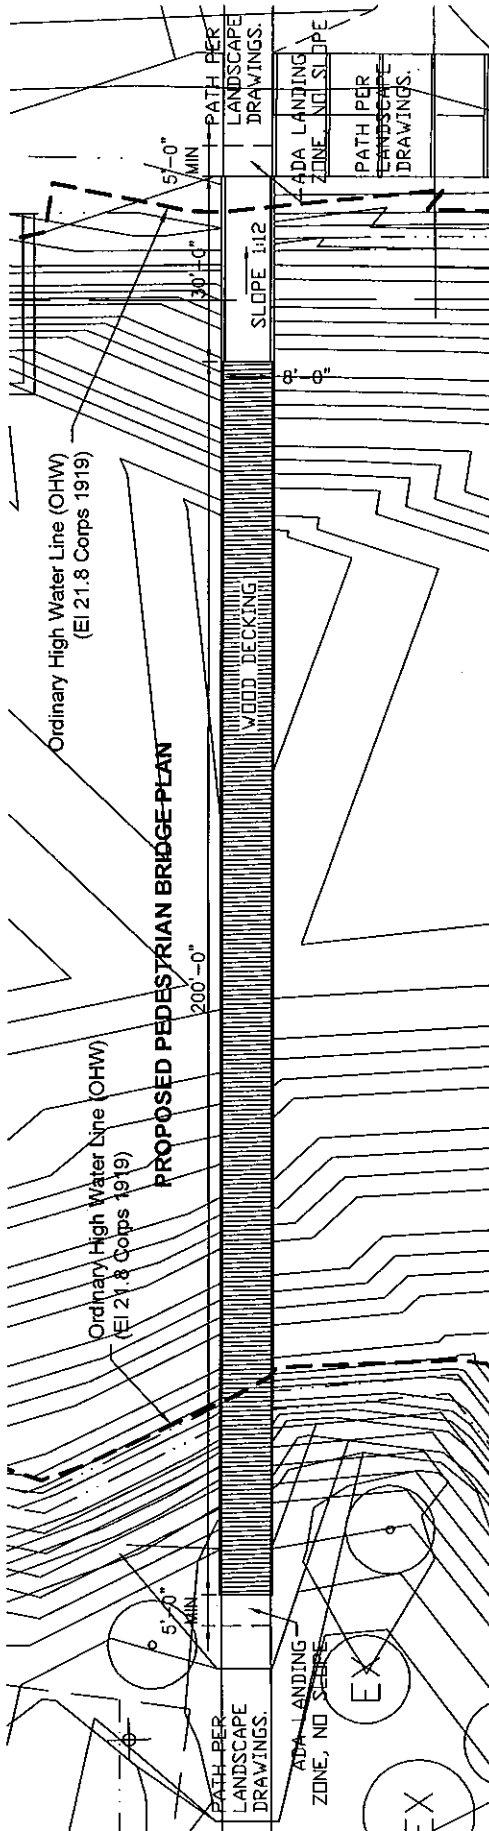 PATH PER
LANDSCAPE
DRAWINGS.
ADA LANDING
ZONE, NO SLOPE
PATH PER
LANDSCAPE
DRAWINGS.
5'-0"
MIN
30'-0"
SLOPE 1:12
8'-0"
Ordinary High Water Line (OHW)
(El 21.8 Corps 1919)
WOOD DECKING
PROPOSED PEDESTRIAN BRIDGE PLAN
200'-0"
Ordinary High Water Line (OHW)
(El 21.8 Corps 1919)
5'-0"
MIN
PATH PER
LANDSCAPE
DRAWINGS.
ADA LANDING
ZONE, NO SLOPE
EX
EX